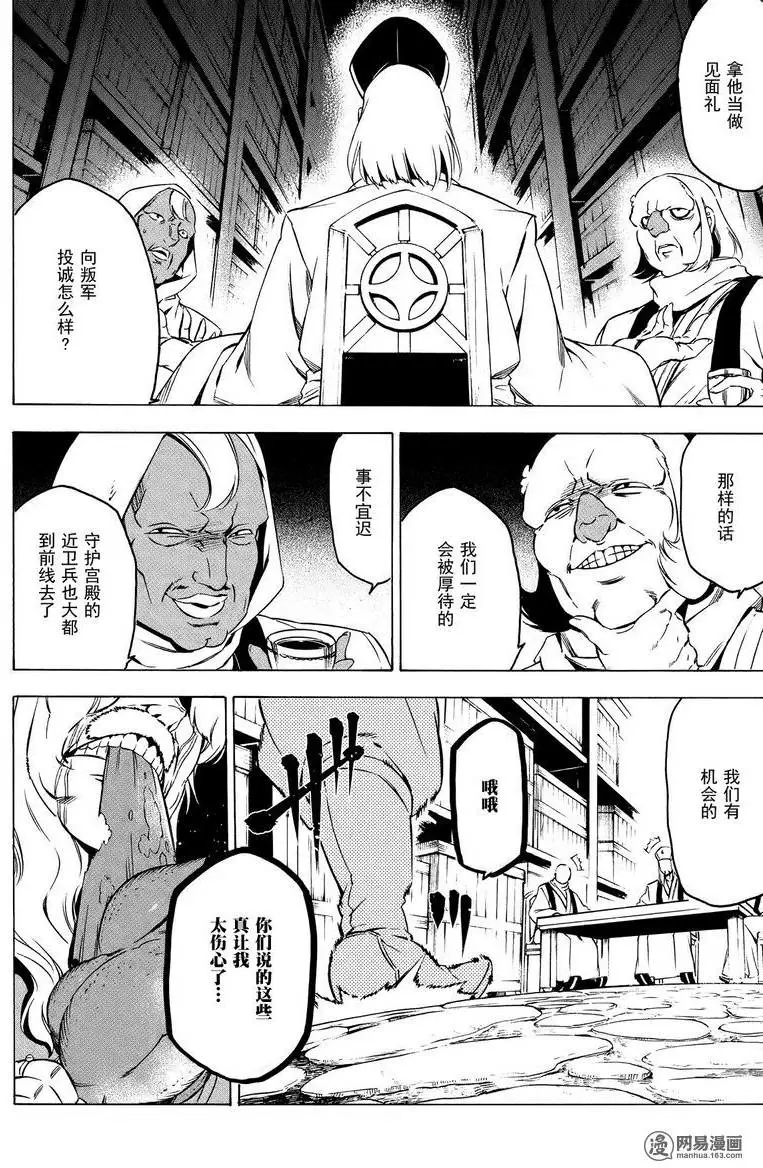 拿他当做
见面礼
向叛军
投诚怎么样？
那样的话
我们一定
会被厚待的
事不宜迟
守护宫殿的
近卫兵也大都
到前线去了
我们有
机会的
哦哦
你们说的这些
真让我
太伤心了…
网易漫画
manhua.163.com